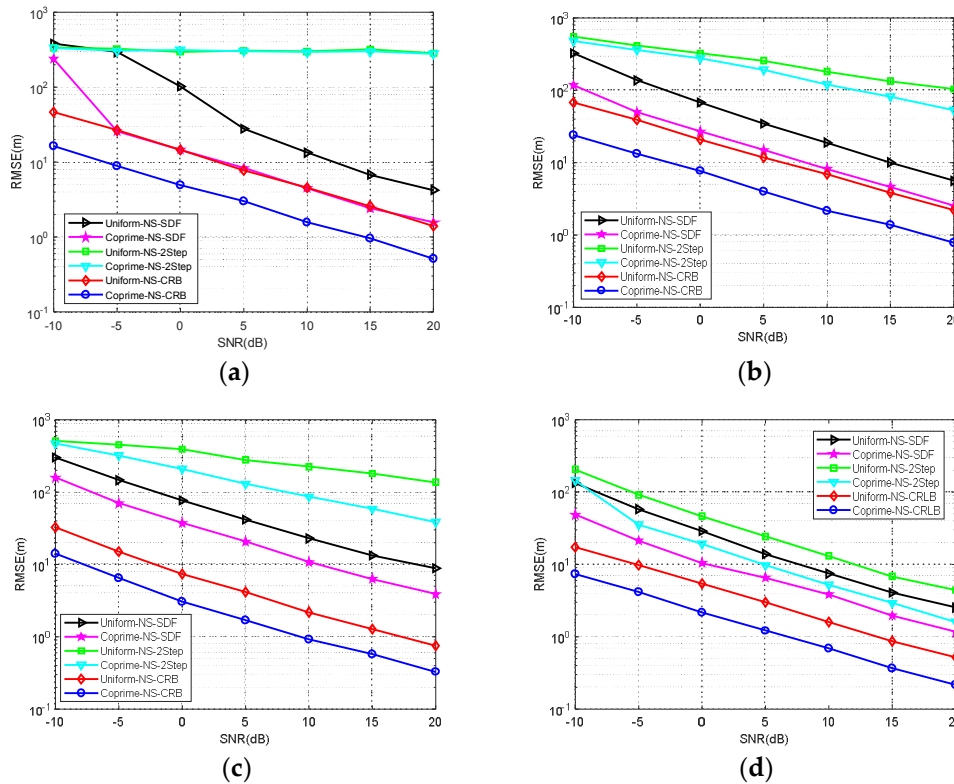 10^3
10^2
10^1
10^0
10^-1
RMSE(m)
Uniform-NS-SDF
Coprime-NS-SDF
Uniform-NS-2Step
Coprime-NS-2Step
Uniform-NS-CRB
Coprime-NS-CRB
-10 -5 0 5 10 15 20
SNR(dB)
(a)
10^3
10^2
10^1
10^0
10^-1
RMSE(m)
Uniform-NS-SDF
Coprime-NS-SDF
Uniform-NS-2Step
Coprime-NS-2Step
Uniform-NS-CRB
Coprime-NS-CRB
-10 -5 0 5 10 15 20
SNR(dB)
(b)
10^3
10^2
10^1
10^0
10^-1
RMSE(m)
Uniform-NS-SDF
Coprime-NS-SDF
Uniform-NS-2Step
Coprime-NS-2Step
Uniform-NS-CRB
Coprime-NS-CRB
-10 -5 0 5 10 15 20
SNR(dB)
(c)
10^3
10^2
10^1
10^0
10^-1
RMSE(m)
Uniform-NS-SDF
Coprime-NS-SDF
Uniform-NS-2Step
Coprime-NS-2Step
Uniform-NS-CRLB
Coprime-NS-CRLB
-10 -5 0 5 10 15 20
SNR(dB)
(d)